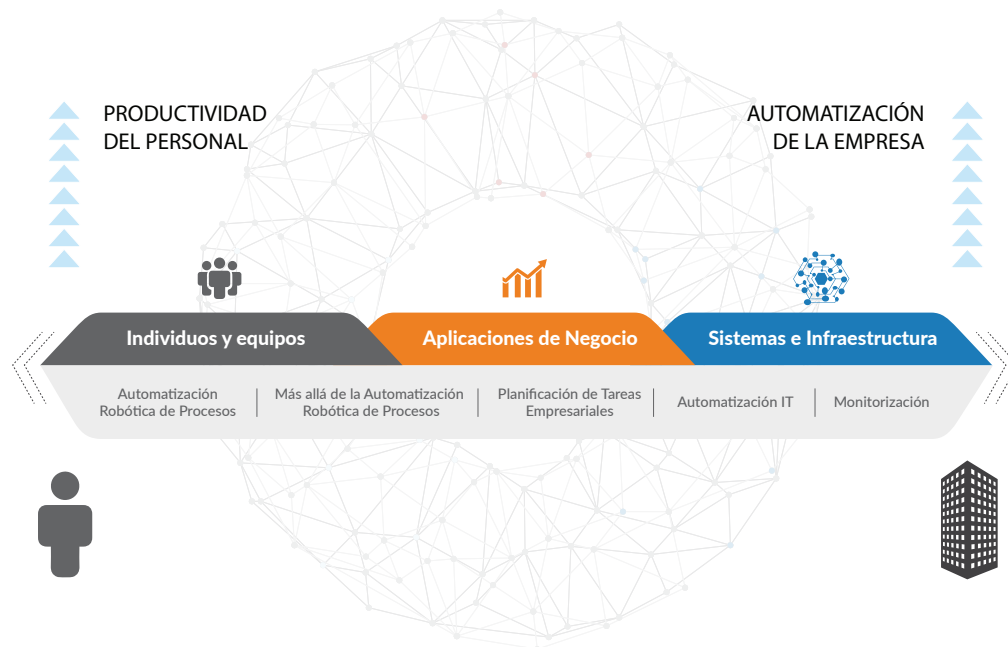 PRODUCTIVIDAD
DEL PERSONAL
AUTOMATIZACIÓN
DE LA EMPRESA
Individuos y equipos
Aplicaciones de Negocio
Sistemas e Infraestructura
Automatización
Robótica de Procesos
Más allá de la Automatización
Robótica de Procesos
Planificación de Tareas
Empresariales
Automatización IT
Monitorización